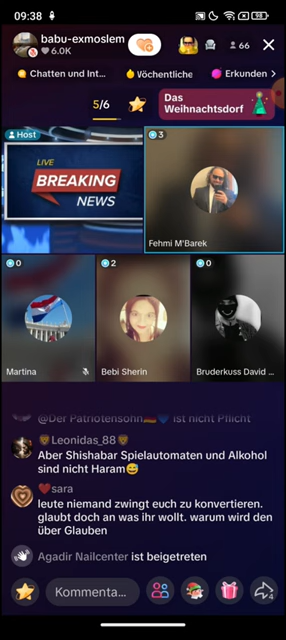 09:38
98
babu-exmoslem
6.0K
66
Chatten und Int...
Wöchentliche
Erkunden
5/6
Das
Weihnachtsdorf
Host
3
LIVE
BREAKING
NEWS
Fehmi M'Barek
0
2
0
Martina
Bebi Sherin
Bruderkuss David ...
@Der Patriotensohn🇩🇪💙 ist nicht Pflicht
🦁Leonidas_88🦁
Aber Shishabar Spielautomaten und Alkohol
sind nicht Haram😅
❤️sara
leute niemand zwingt euch zu konvertieren.
glaubt doch an was ihr wollt. warum wird den
über Glauben
Agadir Nailcenter ist beigetreten
Kommenta...
4